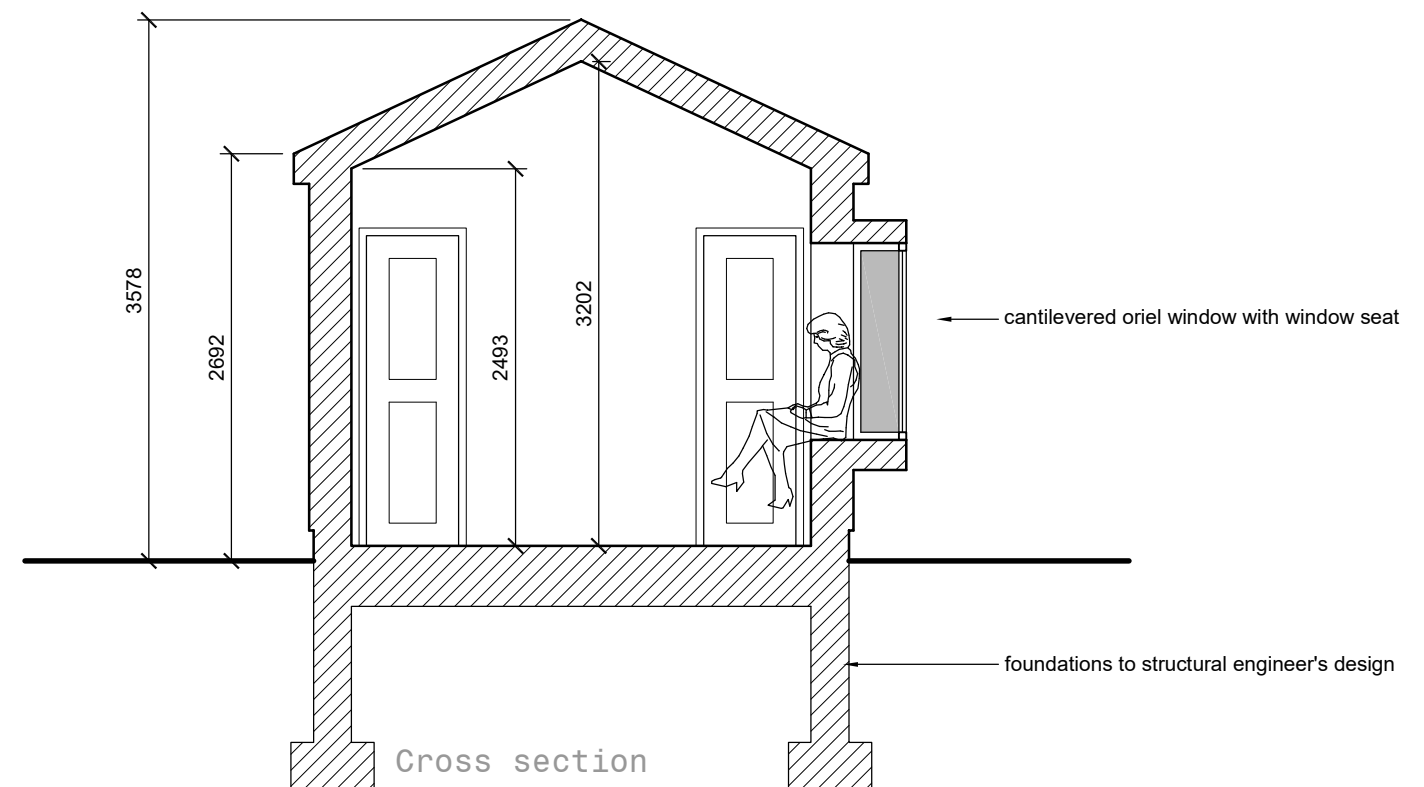 3578
2692
2493
3202
cantilevered oriel window with window seat
foundations to structural engineer's design
Cross section